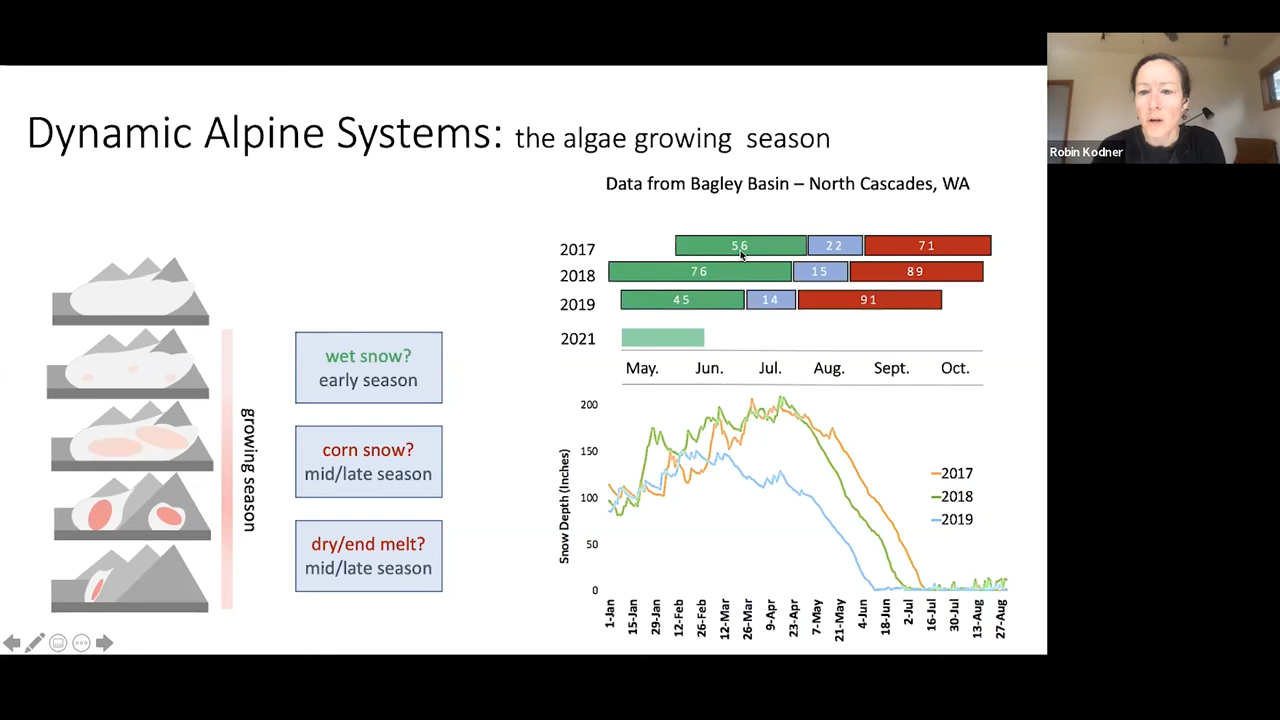 Dynamic Alpine Systems: the algae growing season
Robin Kodner
Data from Bagley Basin – North Cascades, WA
2017 56 22 71
2018 76 15 89
2019 45 14 91
2021
May. Jun. Jul. Aug. Sept. Oct.
growing season
wet snow?
early season
corn snow?
mid/late season
dry/end melt?
mid/late season
Snow Depth (Inches)
200
150
100
50
0
2017
2018
2019
1-Jan 15-Jan 29-Jan 12-Feb 26-Feb 12-Mar 26-Mar 9-Apr 23-Apr 7-May 21-May 4-Jun 18-Jun 2-Jul 16-Jul 30-Jul 13-Aug 27-Aug